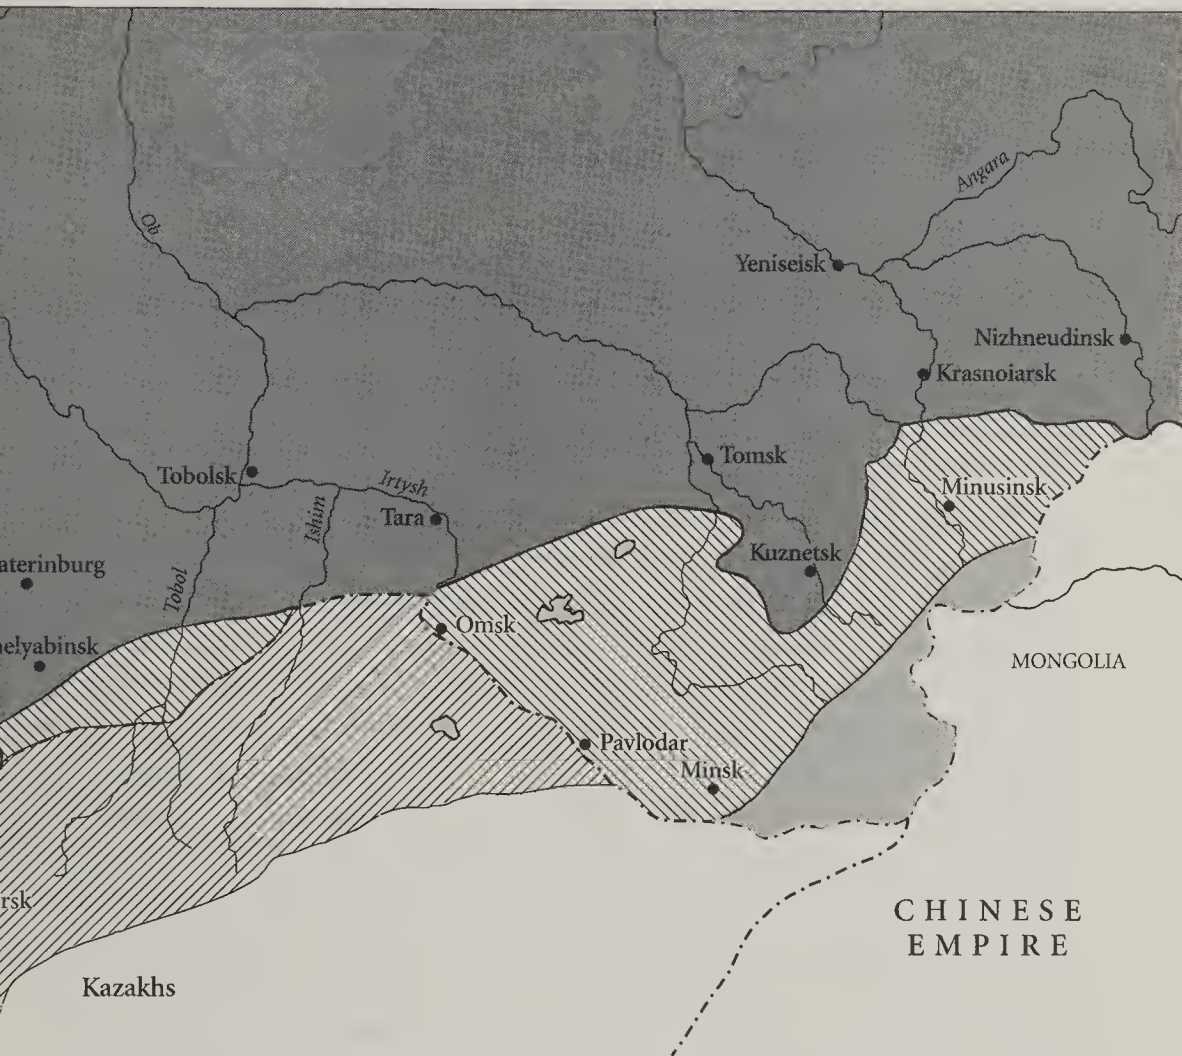 Ob
Angara
Yeniseisk
Nizhneudinsk
Krasnoiarsk
Tobolsk
Irtysh
Tomsk
Ishim
Tara
Minusinsk
Kuznetsk
aterinburg
Tobol
Omsk
elyabinsk
MONGOLIA
Pavlodar
Minsk
rsk
CHINESE
EMPIRE
Kazakhs